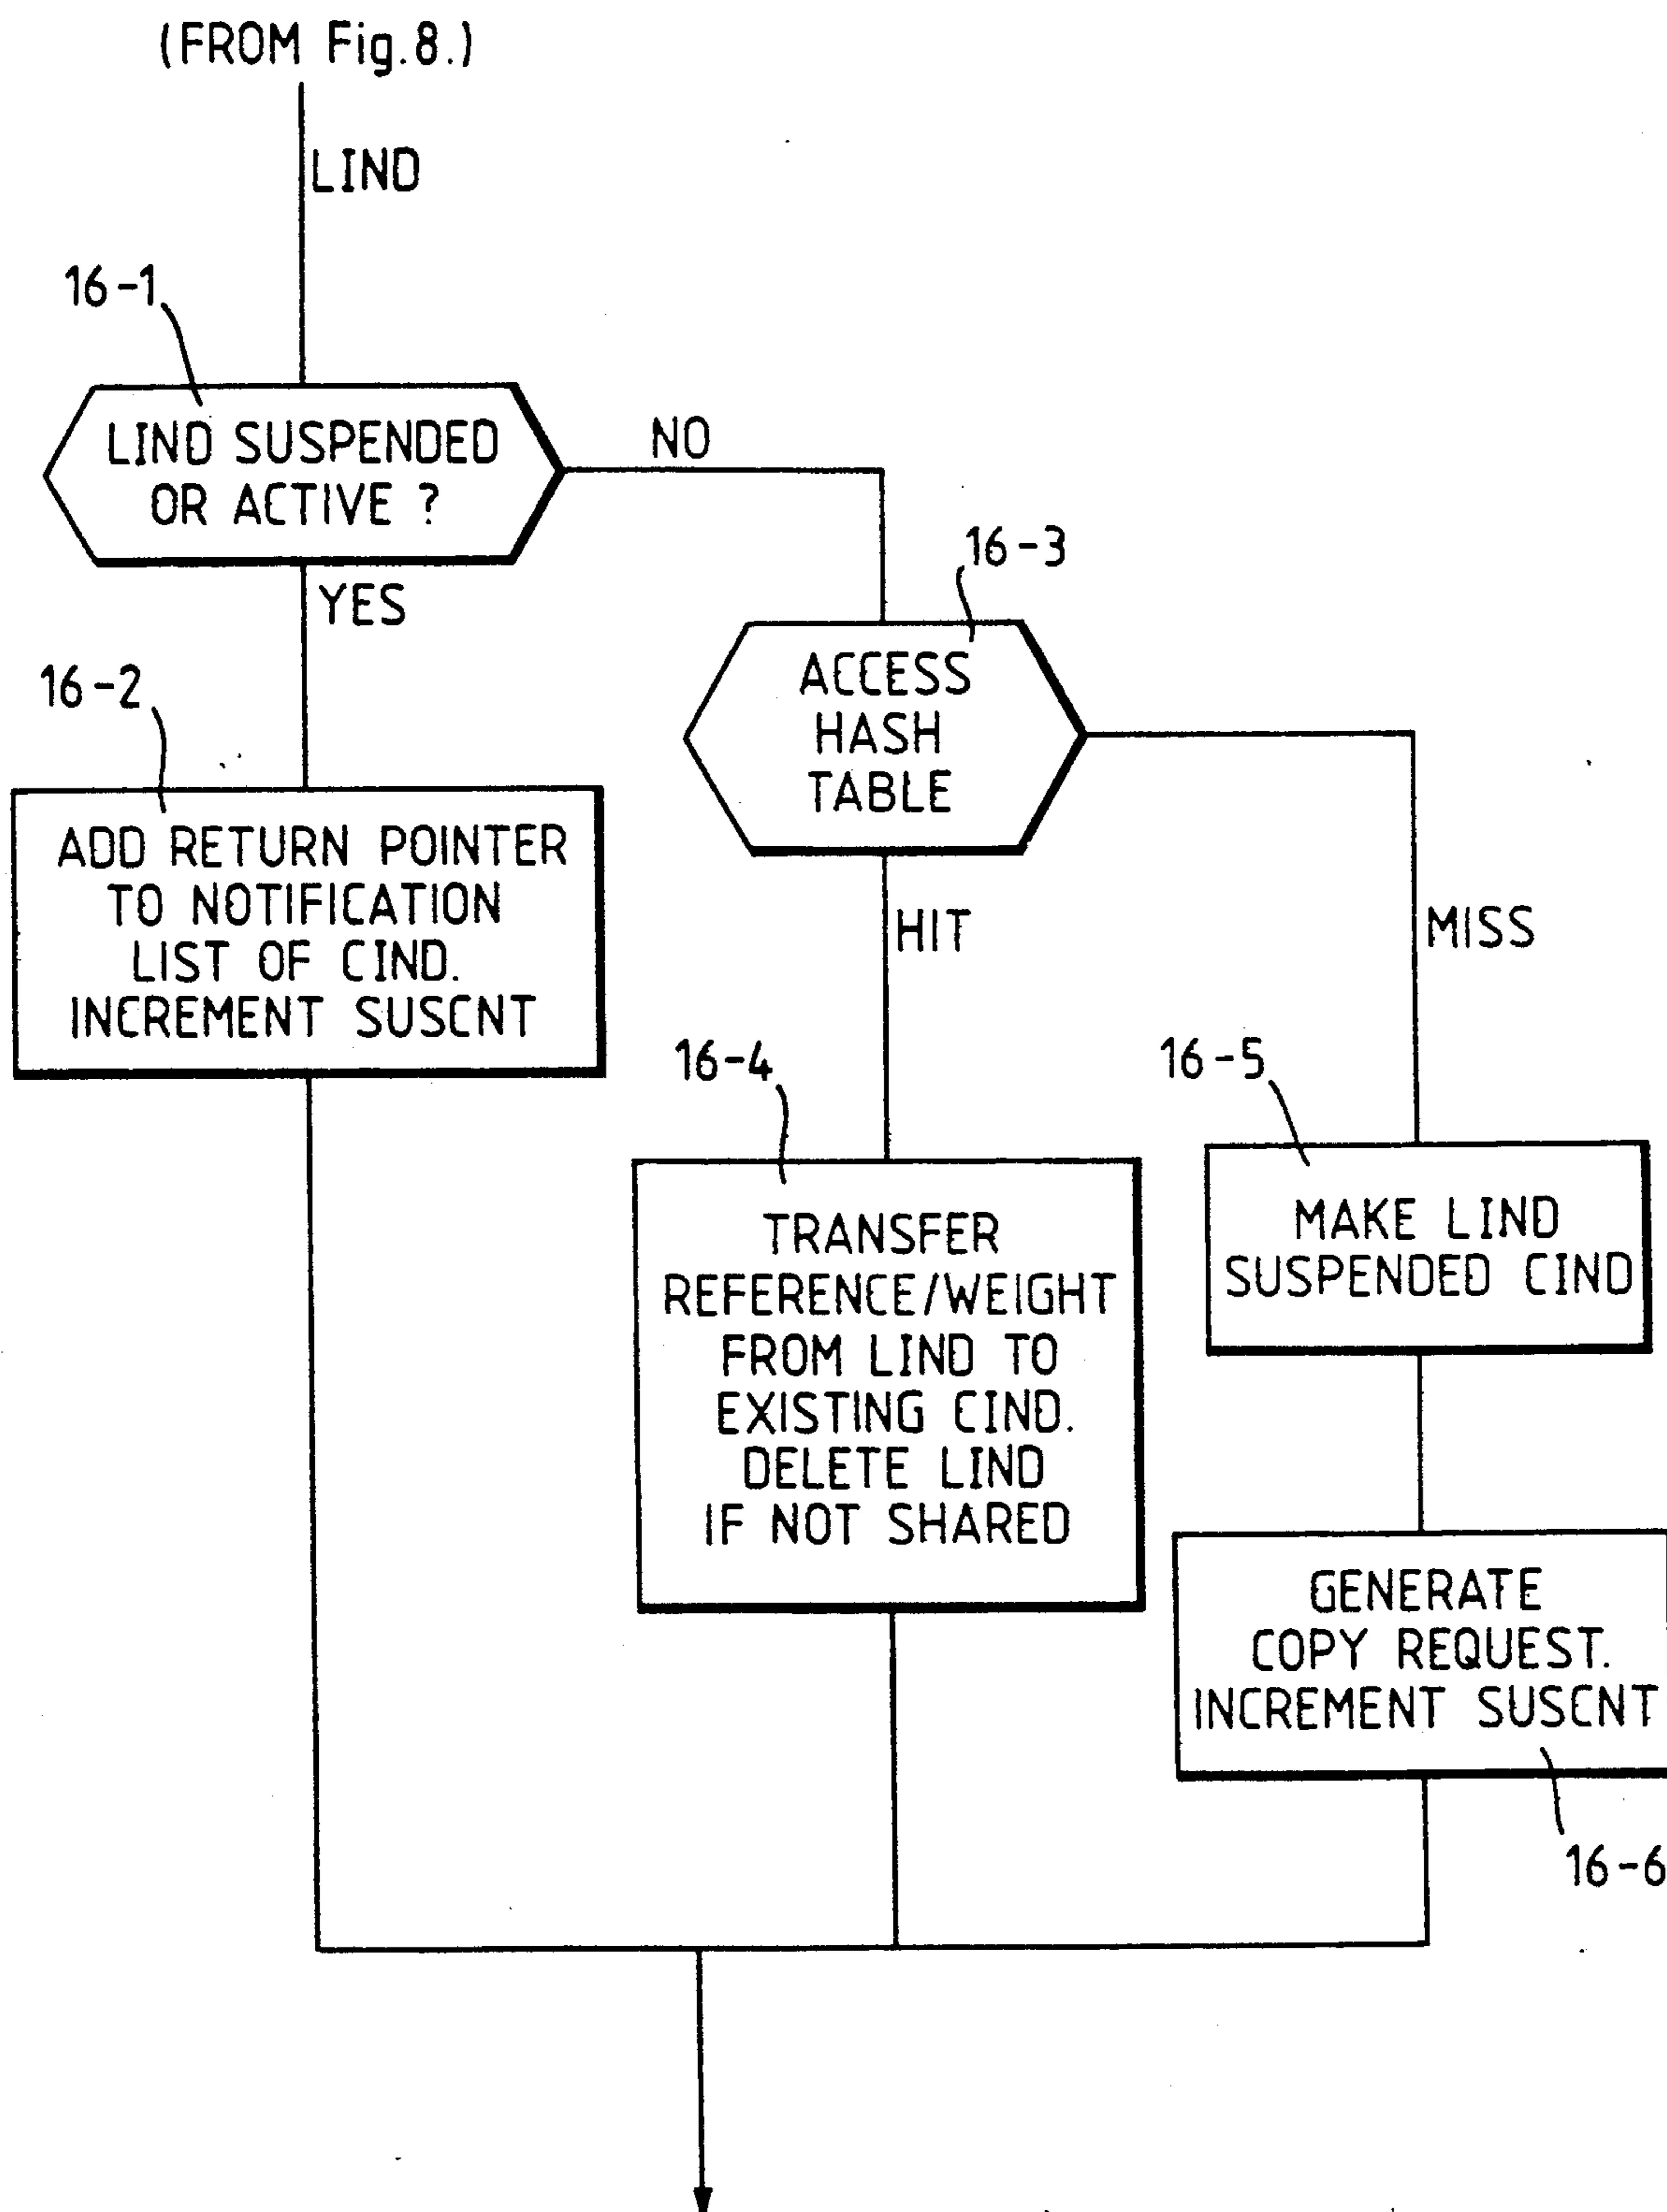 (FROM Fig.8.)
LIND
16-1
LIND SUSPENDED
OR ACTIVE ?
NO
YES
16-3
ACCESS
HASH
TABLE
16-2
ADD RETURN POINTER
TO NOTIFICATION
LIST OF CIND.
INCREMENT SUSCNT
HIT
MISS
16-4
TRANSFER
REFERENCE/WEIGHT
FROM LIND TO
EXISTING CIND.
DELETE LIND
IF NOT SHARED
16-5
MAKE LIND
SUSPENDED CIND
GENERATE
COPY REQUEST.
INCREMENT SUSCNT
16-6